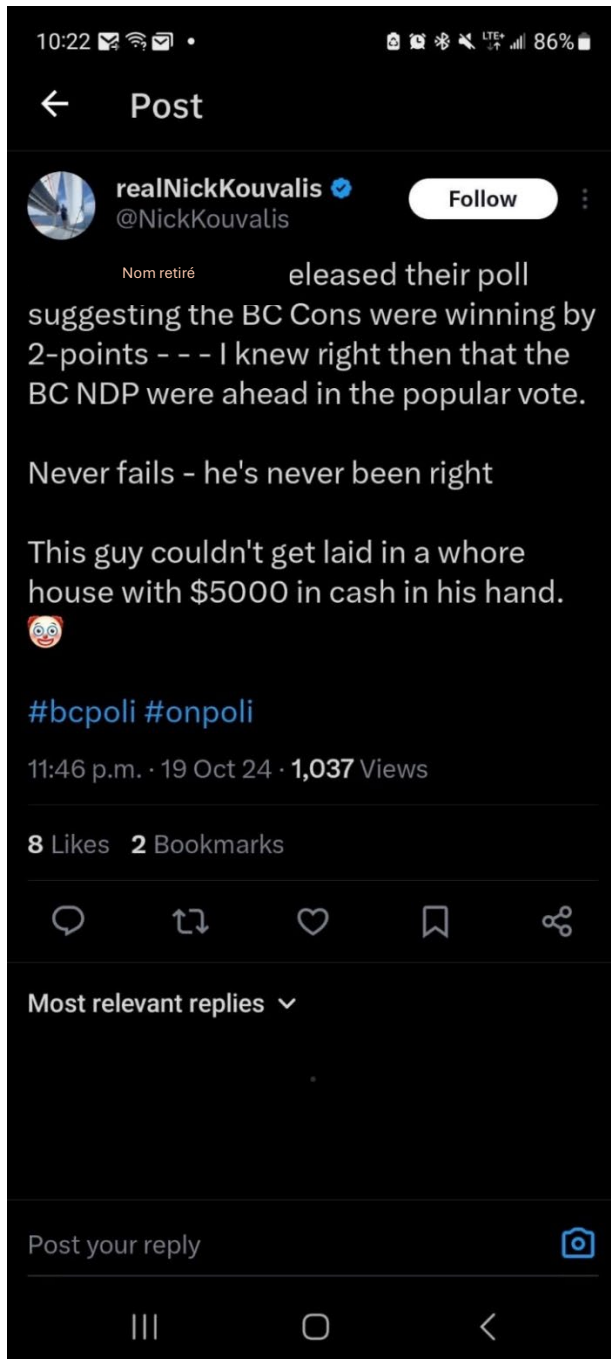 10:22
LTE+
86%
Post
realNickKouvalis
@NickKouvalis
Follow
Nom retiré eleased their poll
suggesting the BC Cons were winning by
2-points - - - I knew right then that the
BC NDP were ahead in the popular vote.
Never fails - he's never been right
This guy couldn't get laid in a whore
house with $5000 in cash in his hand.
🤡
#bcpoli #onpoli
11:46 p.m. · 19 Oct 24 · 1,037 Views
8 Likes 2 Bookmarks
Most relevant replies
Post your reply